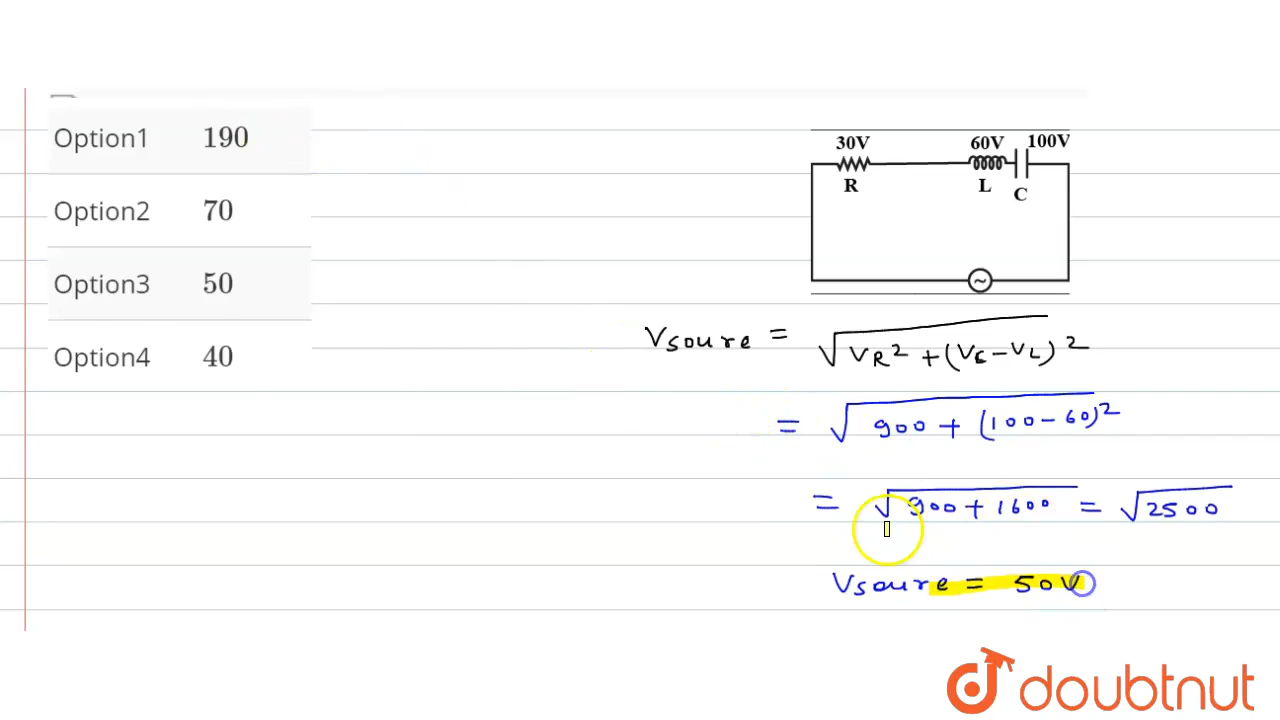 Option1 190
Option2 70
Option3 50
Option4 40
30V 60V 100V
R L C
~
Vsoure = √VR² + (Vc - VL)²
= √900 + (100 - 60)²
= √900 + 1600 = √2500
Vsoure = 50V
doubtnut